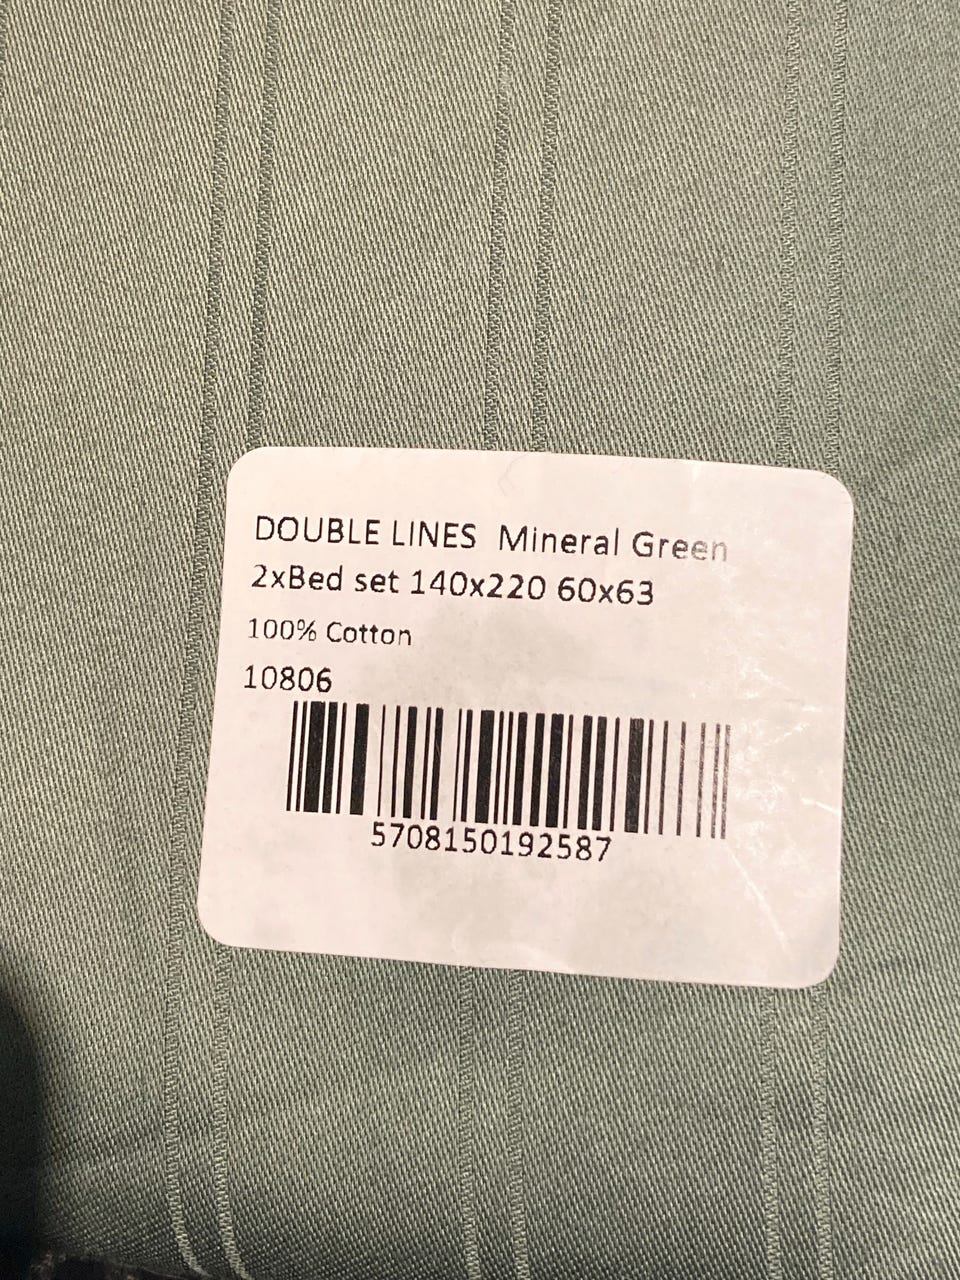 DOUBLE LINES Mineral Green
2xBed set 140x220 60x63
100% Cotton
10806
5708150192587